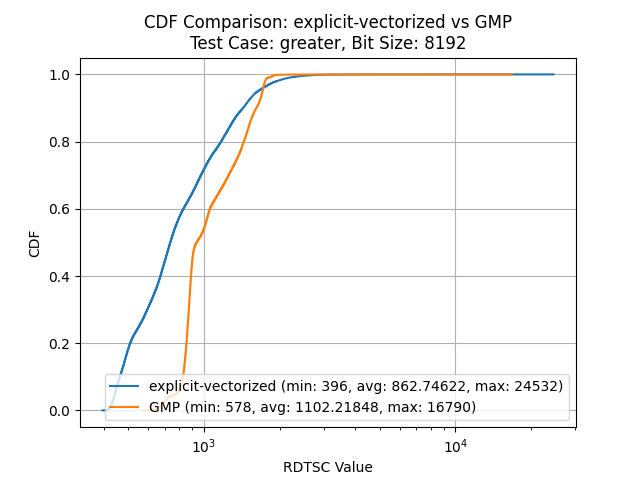 CDF Comparison: explicit-vectorized vs GMP
Test Case: greater, Bit Size: 8192
1.0
0.8
0.6
0.4
0.2
0.0
CDF
explicit-vectorized (min: 396, avg: 862.74622, max: 24532)
GMP (min: 578, avg: 1102.21848, max: 16790)
10³
10⁴
RDTSC Value